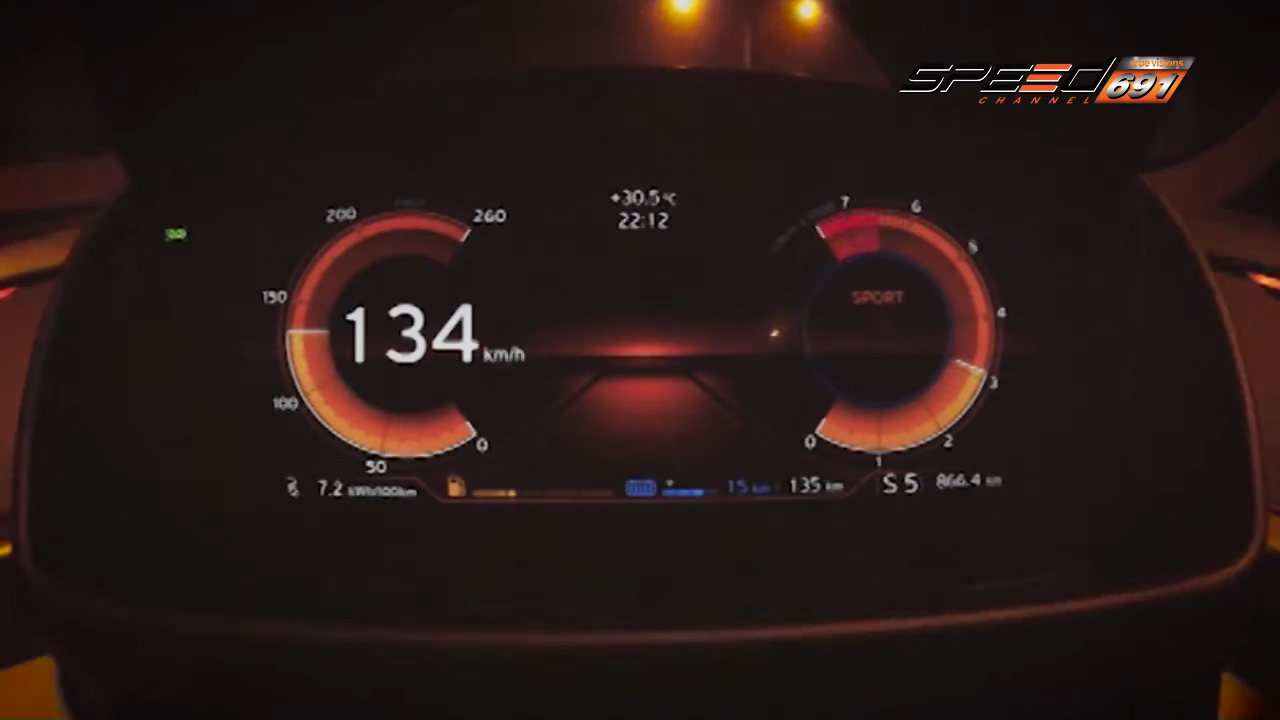 SPEED
CHANNEL
true visions
691
+30.5 °C
22:12
200
260
150
100
50
0
134 km/h
7
6
5
4
3
2
1
0
SPORT
7.2 kWh/100km
15 km
135 km
S 5
866.4 km